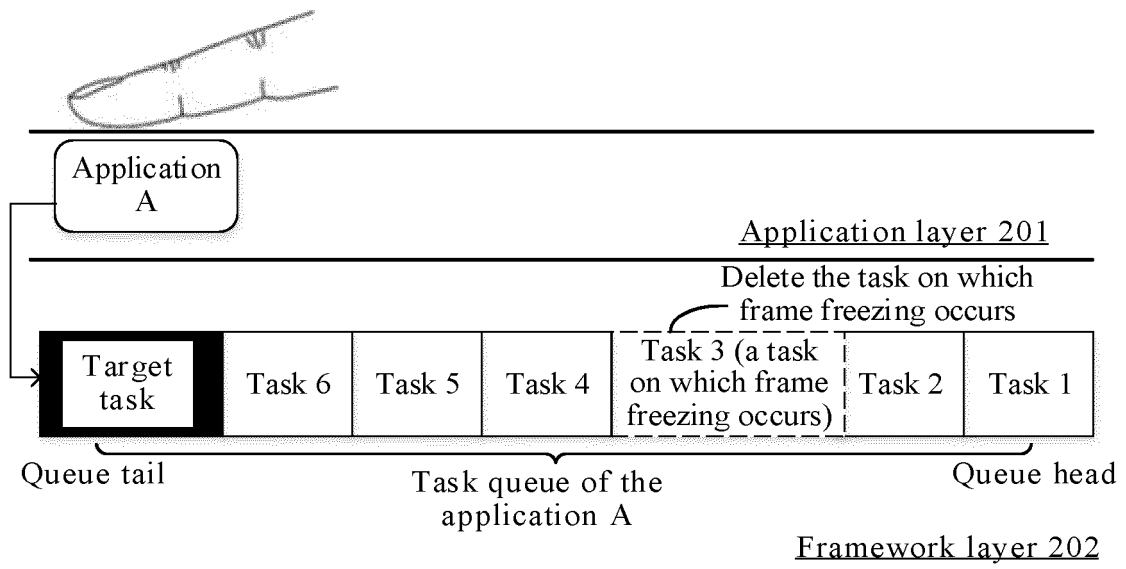 Application
A
Application layer 201
Delete the task on which
frame freezing occurs
Target
task
Task 6
Task 5
Task 4
Task 3 (a task
on which frame
freezing occurs)
Task 2
Task 1
Queue tail
Task queue of the
application A
Queue head
Framework layer 202